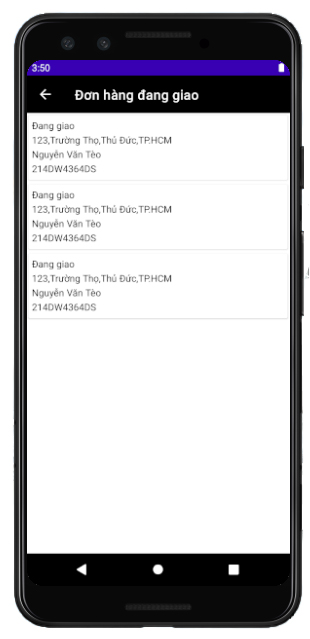 3:50
Đơn hàng đang giao
Đang giao
123,Trường Thọ,Thủ Đức,TP.HCM
Nguyễn Văn Tèo
214DW4364DS
Đang giao
123,Trường Thọ,Thủ Đức,TP.HCM
Nguyễn Văn Tèo
214DW4364DS
Đang giao
123,Trường Thọ,Thủ Đức,TP.HCM
Nguyễn Văn Tèo
214DW4364DS